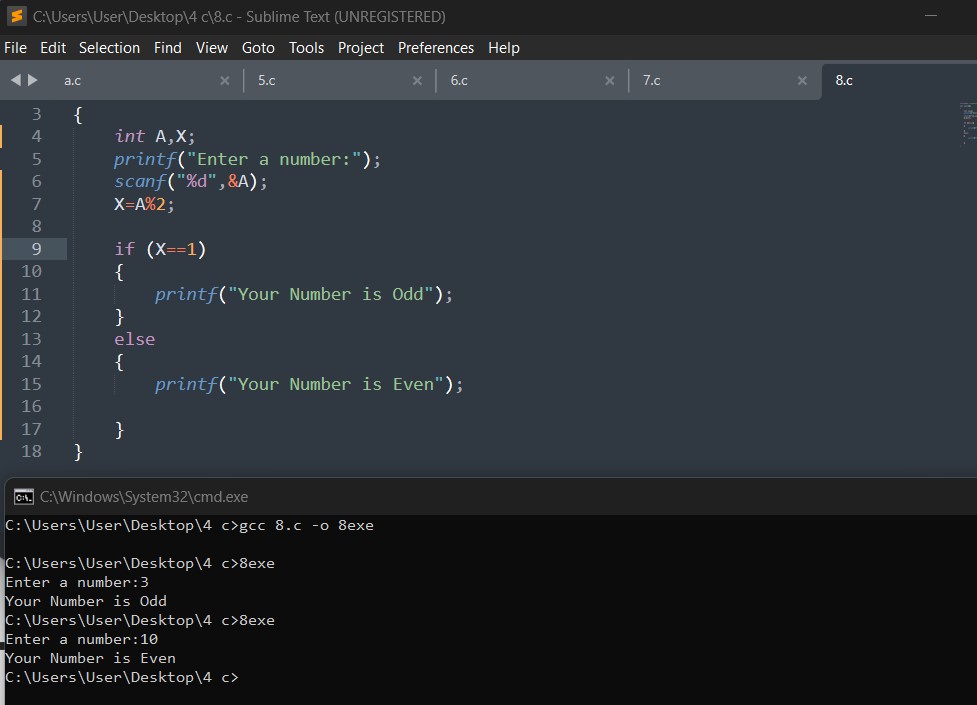 C:\Users\User\Desktop\4 c\8.c - Sublime Text (UNREGISTERED)
File Edit Selection Find View Goto Tools Project Preferences Help
a.c 5.c 6.c 7.c 8.c
3 {
4 int A,X;
5 printf("Enter a number:");
6 scanf("%d",&A);
7 X=A%2;
8
9 if (X==1)
10 {
11 printf("Your Number is Odd");
12 }
13 else
14 {
15 printf("Your Number is Even");
16
17 }
18 }
C:\Windows\System32\cmd.exe
C:\Users\User\Desktop\4 c>gcc 8.c -o 8exe
C:\Users\User\Desktop\4 c>8exe
Enter a number:3
Your Number is Odd
C:\Users\User\Desktop\4 c>8exe
Enter a number:10
Your Number is Even
C:\Users\User\Desktop\4 c>